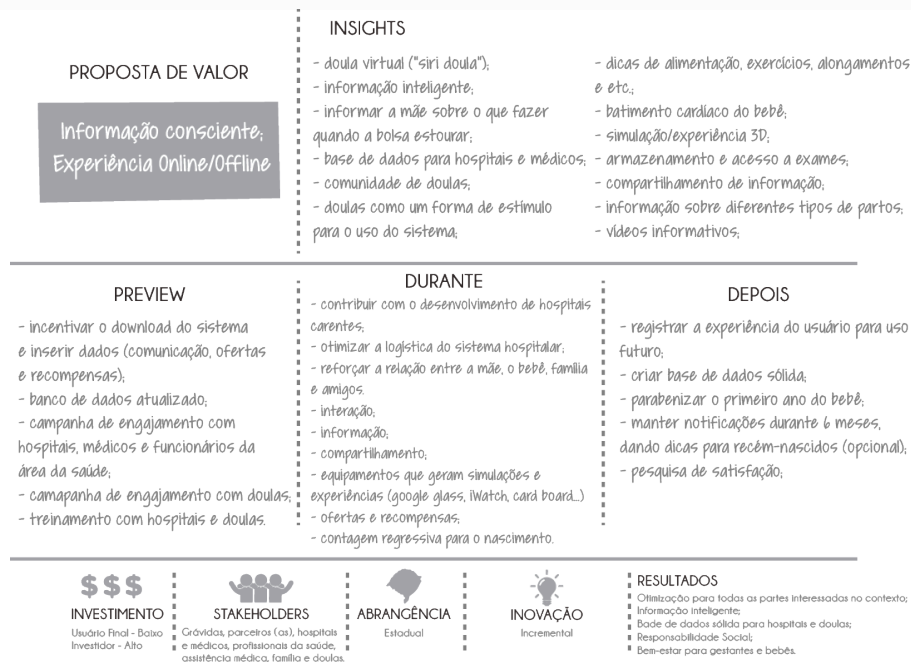 PROPOSTA DE VALOR
Informação consciente;
Experiência Online/Offline
INSIGHTS
- doula virtual ("siri doula");
- informação inteligente;
- informar a mãe sobre o que fazer
quando a bolsa estourar;
- base de dados para hospitais e médicos;
- comunidade de doulas;
- doulas como um forma de estímulo
para o uso do sistema;
- dicas de alimentação, exercícios, alongamentos
e etc.;
- batimento cardíaco do bebê;
- simulação/experiência 3D;
- armazenamento e acesso a exames;
- compartilhamento de informação;
- informação sobre diferentes tipos de partos;
- vídeos informativos;
PREVIEW
- incentivar o download do sistema
e inserir dados (comunicação, ofertas
e recompensas);
- banco de dados atualizado;
- campanha de engajamento com
hospitais, médicos e funcionários da
área da saúde;
- camapanha de engajamento com doulas;
- treinamento com hospitais e doulas.
DURANTE
- contribuir com o desenvolvimento de hospitais
carentes;
- otimizar a logística do sistema hospitalar;
- reforçar a relação entre a mãe, o bebê, família
e amigos.
- interação;
- informação;
- compartilhamento;
- equipamentos que geram simulações e
experiências (google glass, iWatch, card board...)
- ofertas e recompensas;
- contagem regressiva para o nascimento.
DEPOIS
- registrar a experiência do usuário para uso
futuro;
- criar base de dados sólida;
- parabenizar o primeiro ano do bebê;
- manter notificações durante 6 meses,
dando dicas para recém-nascidos (opcional);
- pesquisa de satisfação;
$ $ $
INVESTIMENTO
Usuário Final - Baixo
Investidor - Alto
STAKEHOLDERS
Grávidas, parceiros (as), hospitais
e médicos, profissionais da saúde,
assistência médica, família e doulas.
ABRANGÊNCIA
Estadual
INOVAÇÃO
Incremental
RESULTADOS
Otimização para todas as partes interessadas no contexto;
Informação inteligente;
Bade de dados sólida para hospitais e doulas;
Responsabilidade Social;
Bem-estar para gestantes e bebês.